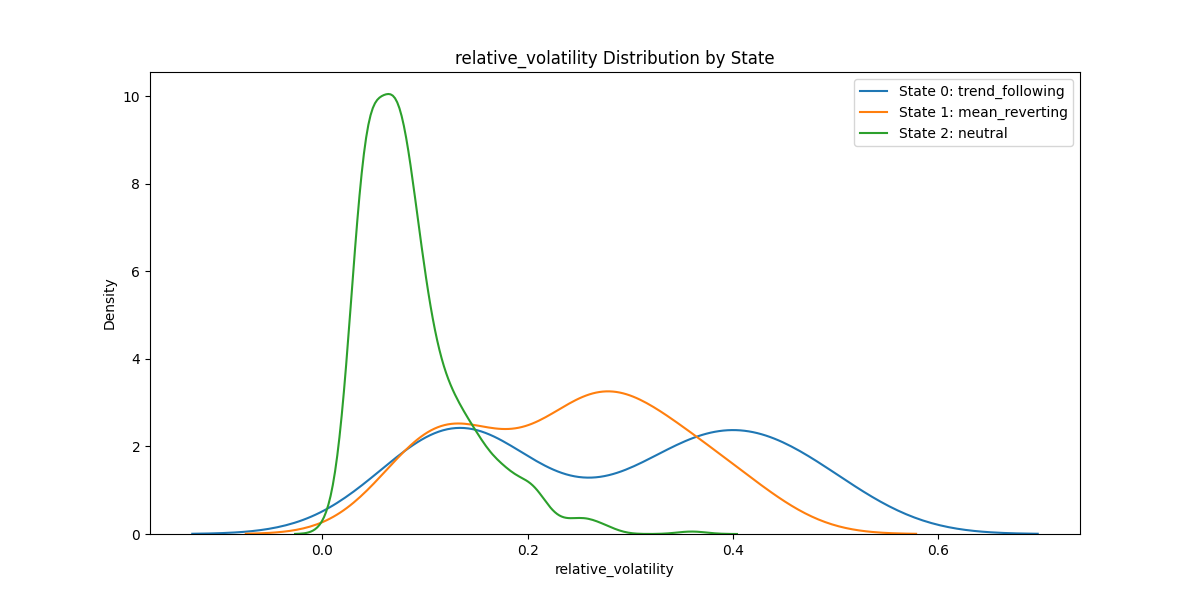 relative_volatility Distribution by State
State 0: trend_following
State 1: mean_reverting
State 2: neutral
Density
10
8
6
4
2
0
0.0 0.2 0.4 0.6
relative_volatility